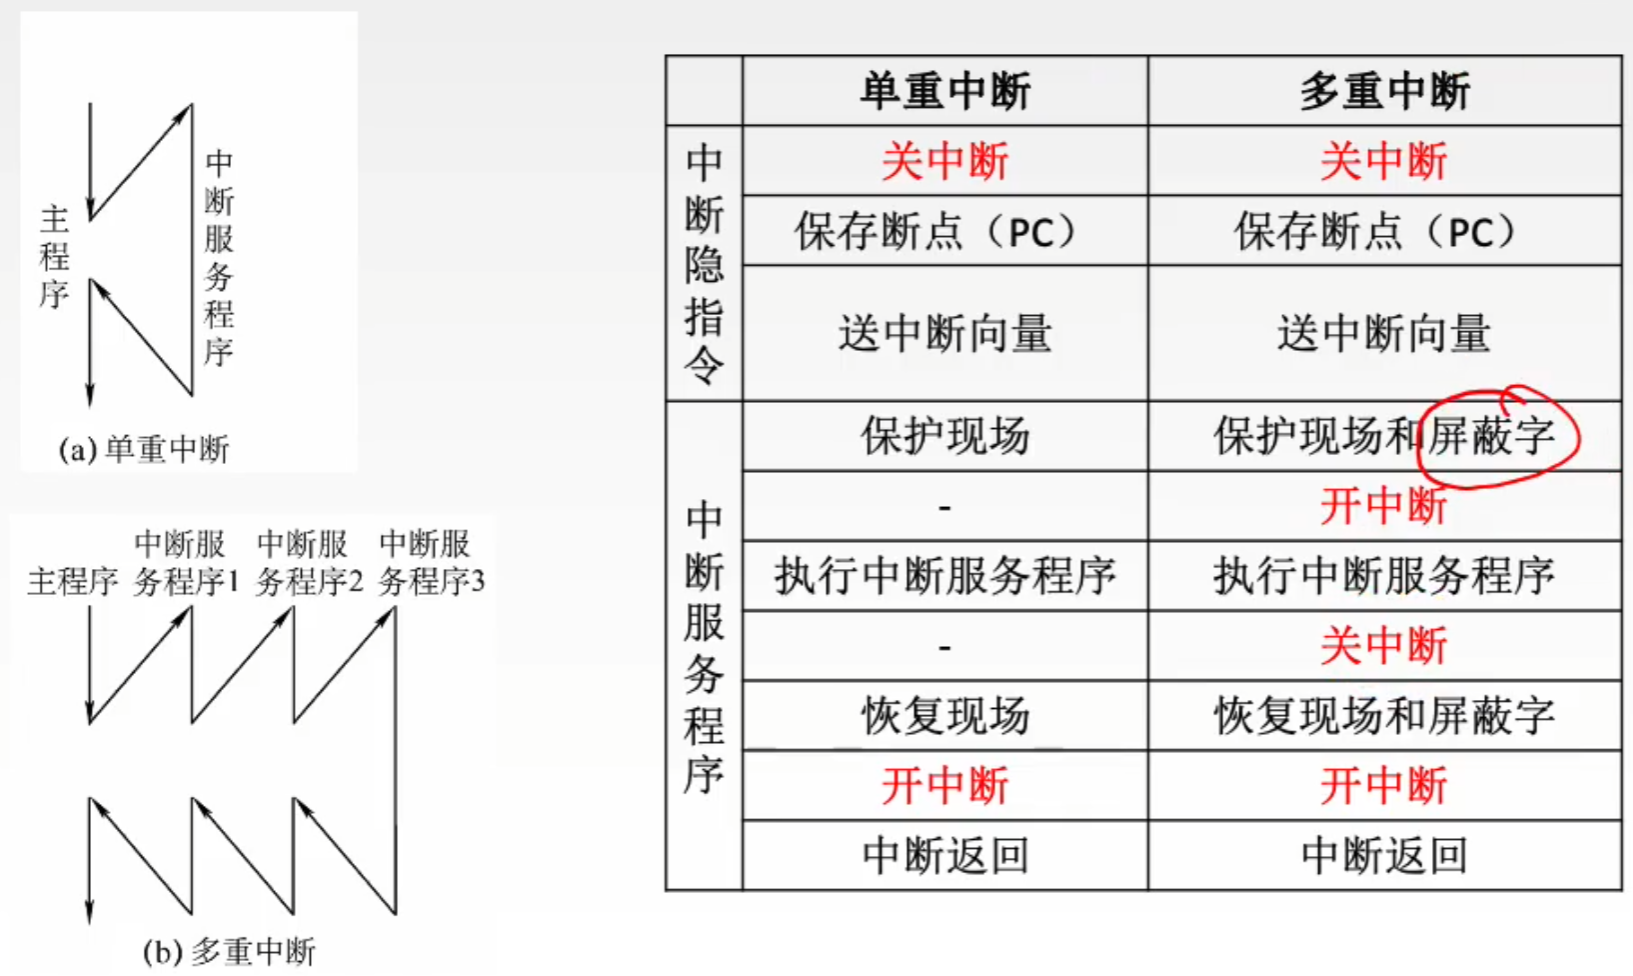 主程序
中断服务程序
(a) 单重中断
主程序
中断服务程序1
中断服务程序2
中断服务程序3
(b) 多重中断
单重中断 多重中断
中断隐指令
关中断 关中断
保存断点（PC） 保存断点（PC）
送中断向量 送中断向量
中断服务程序
保护现场 保护现场和屏蔽字
- 开中断
执行中断服务程序 执行中断服务程序
- 关中断
恢复现场 恢复现场和屏蔽字
开中断 开中断
中断返回 中断返回